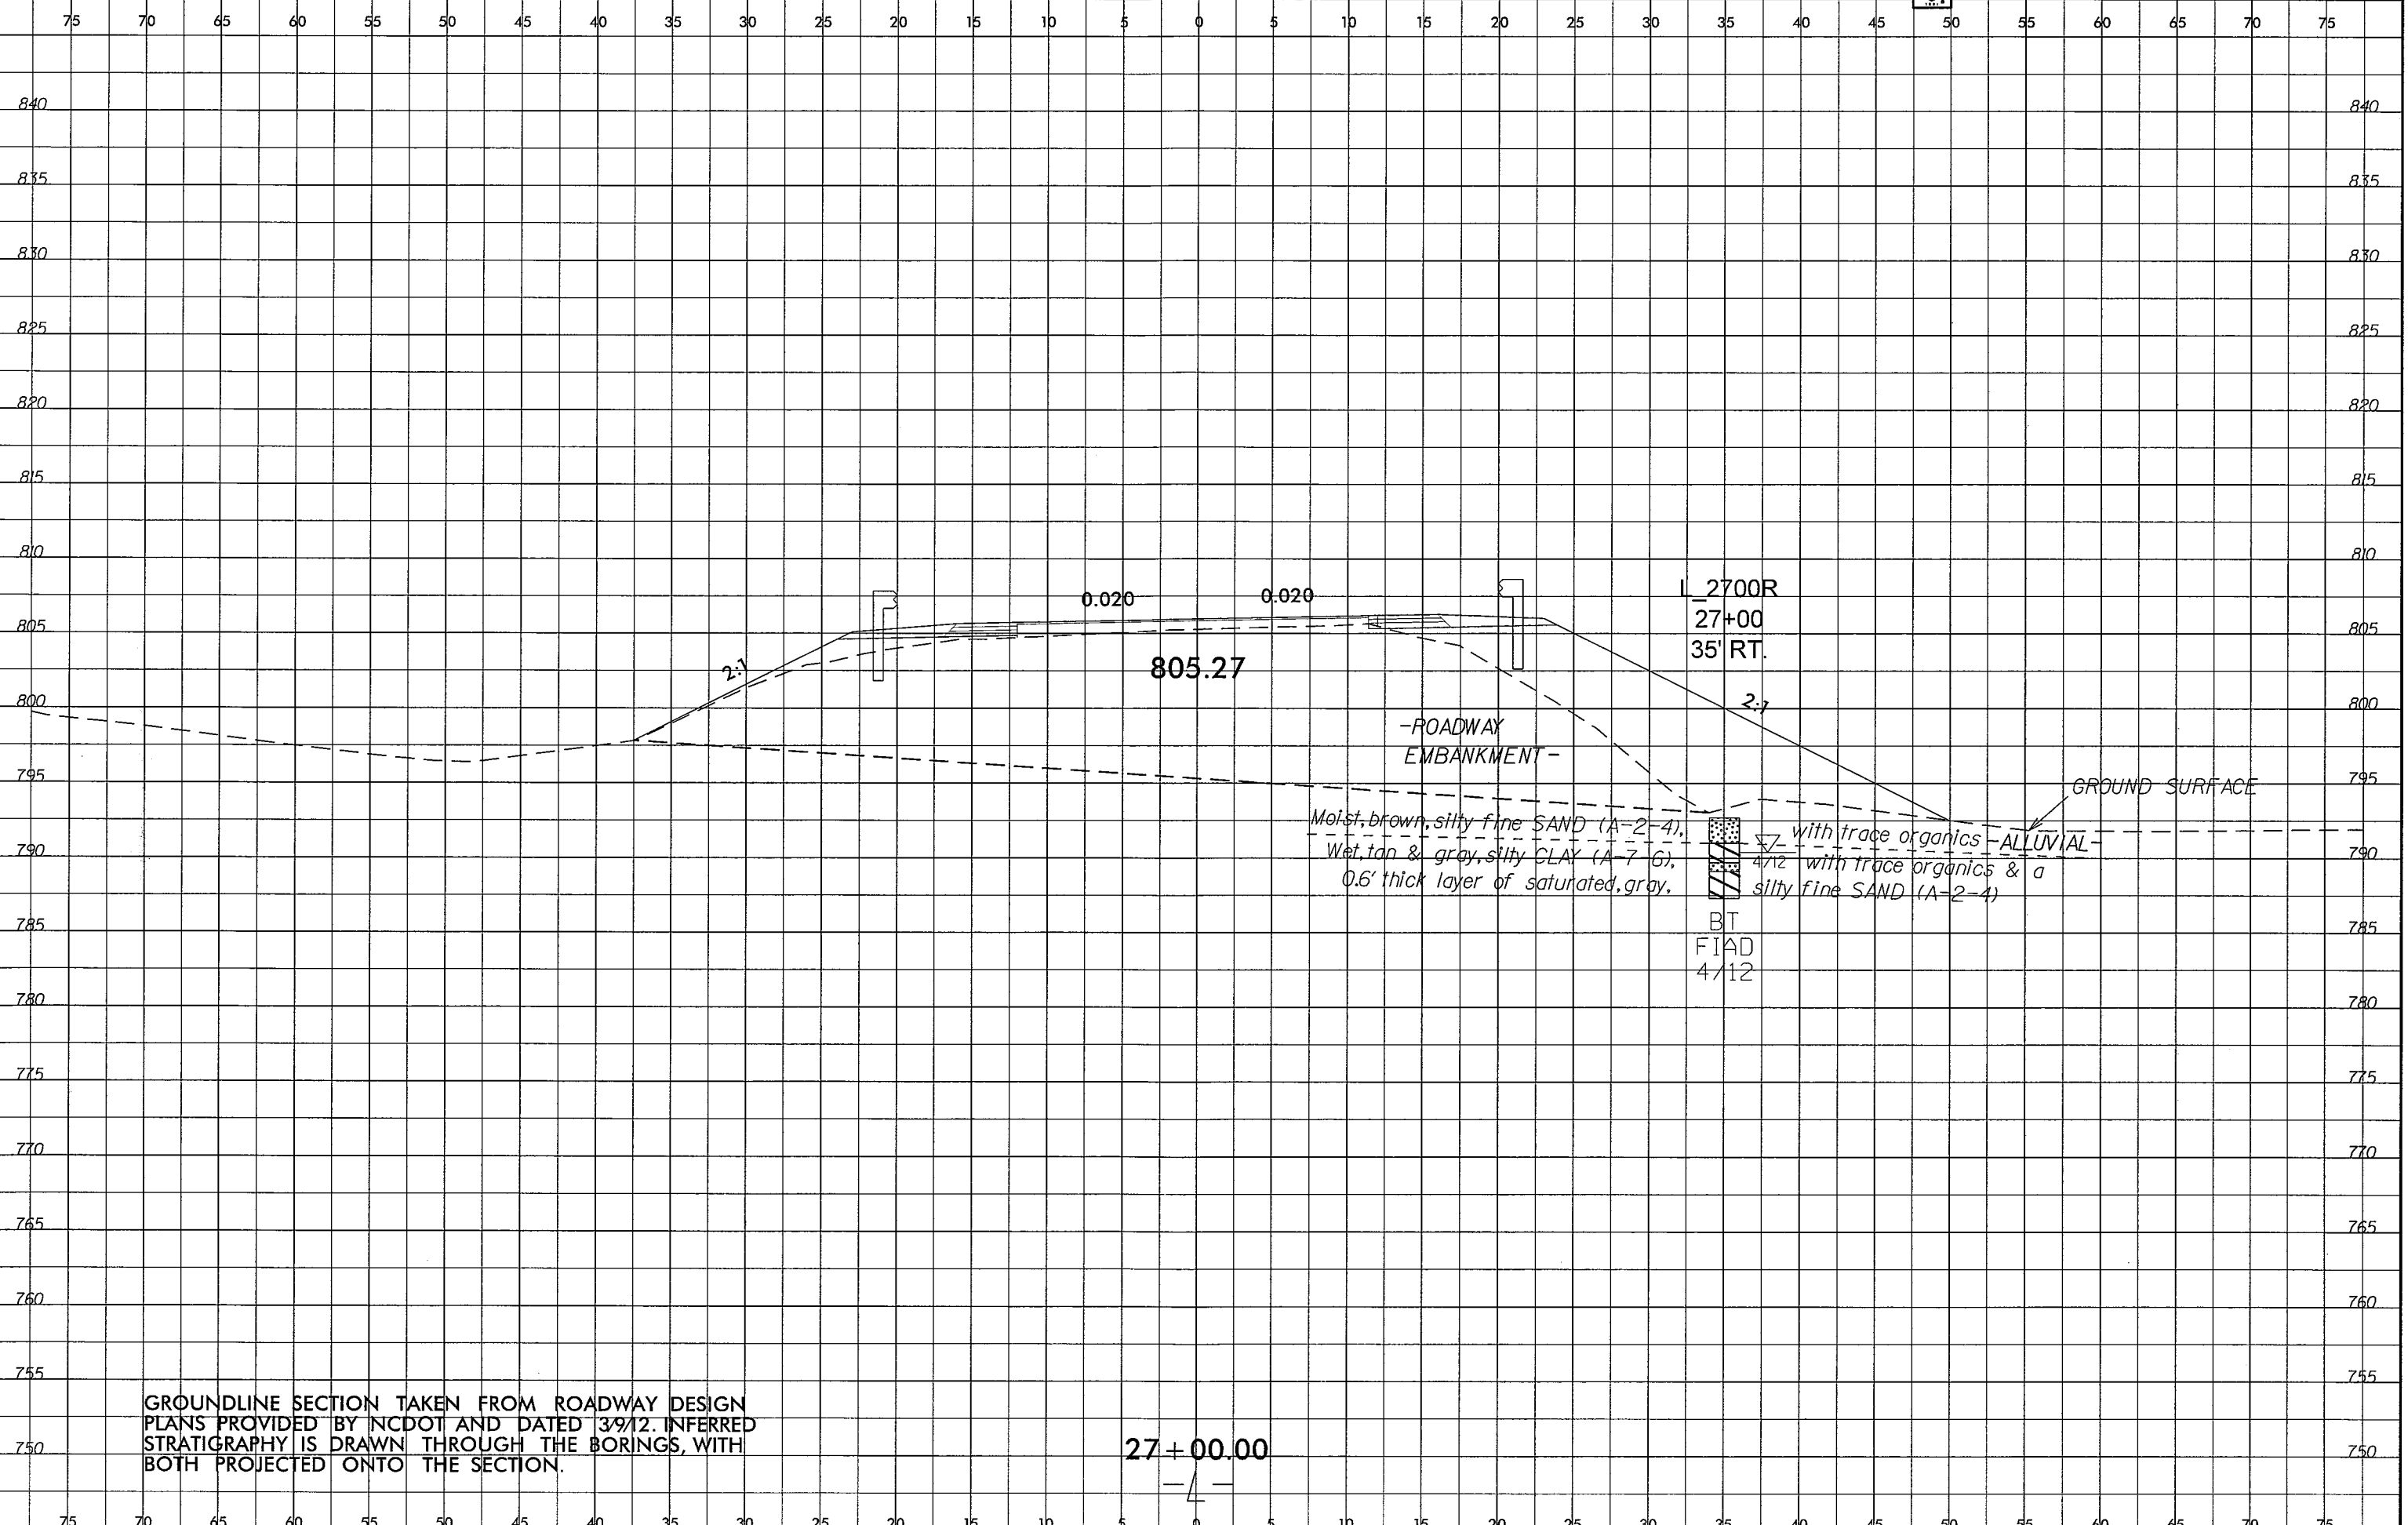 75 70 65 60 55 50 45 40 35 30 25 20 15 10 5 0 5 10 15 20 25 30 35 40 45 50 55 60 65 70 75
840 840
835 835
830 830
825 825
820 820
815 815
810 810
L_2700R
0.020 0.020
27+00
805 805
35' RT.
2:1
805.27
800 2:1 800
-ROADWAY
EMBANKMENT-
795 795
GROUND SURFACE
Moist, brown, silty fine SAND (A-2-4), with trace organics -ALLUVIAL-
790 790
Wet, tan & gray, silty CLAY (A-7-6), 4/12 with trace organics & a
0.6' thick layer of saturated, gray, silty fine SAND (A-2-4)
785 785
BT
FIAD
4/12
780 780
775 775
770 770
765 765
760 760
755 755
GROUNDLINE SECTION TAKEN FROM ROADWAY DESIGN
PLANS PROVIDED BY NCDOT AND DATED 3/9/12. INFERRED
STRATIGRAPHY IS DRAWN THROUGH THE BORINGS, WITH
BOTH PROJECTED ONTO THE SECTION.
750 750
27+00.00
-L-
75 70 65 60 55 50 45 40 35 30 25 20 15 10 5 0 5 10 15 20 25 30 35 40 45 50 55 60 65 70 75